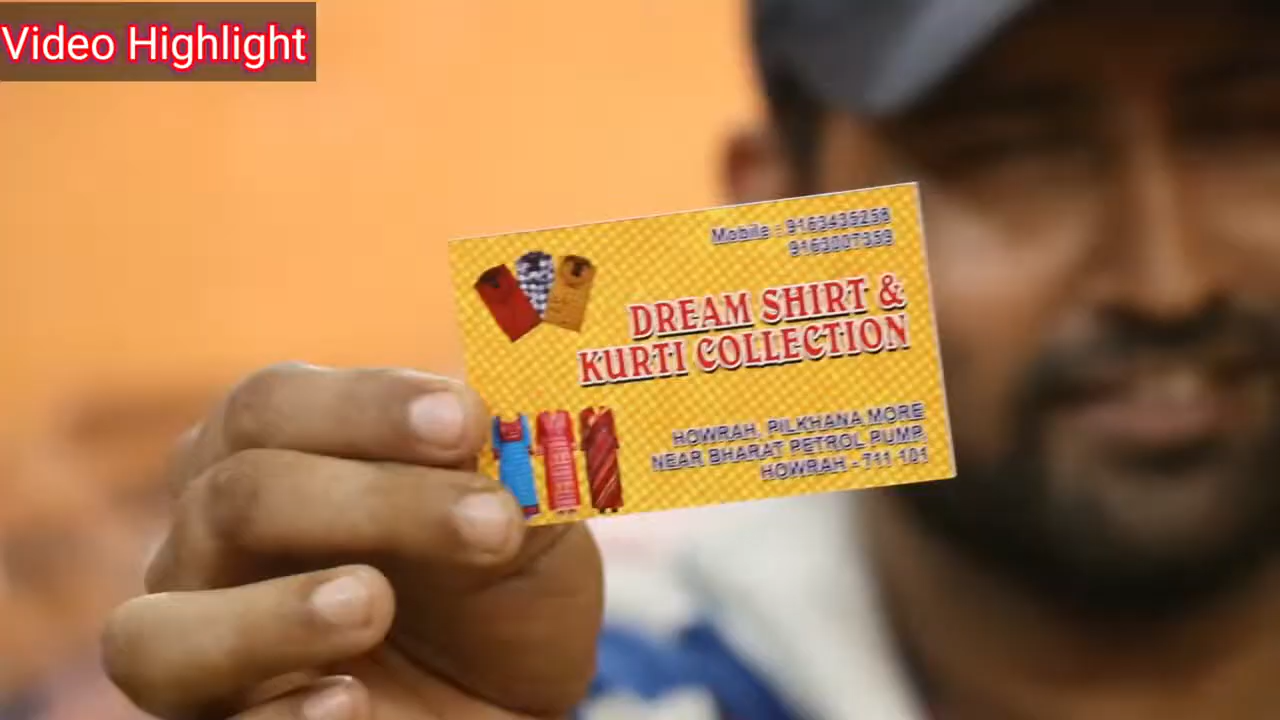 Video Highlight
Mobile : 9163435258
9163007359
DREAM SHIRT &
KURTI COLLECTION
HOWRAH, PILKHANA MORE
NEAR BHARAT PETROL PUMP,
HOWRAH - 711 101